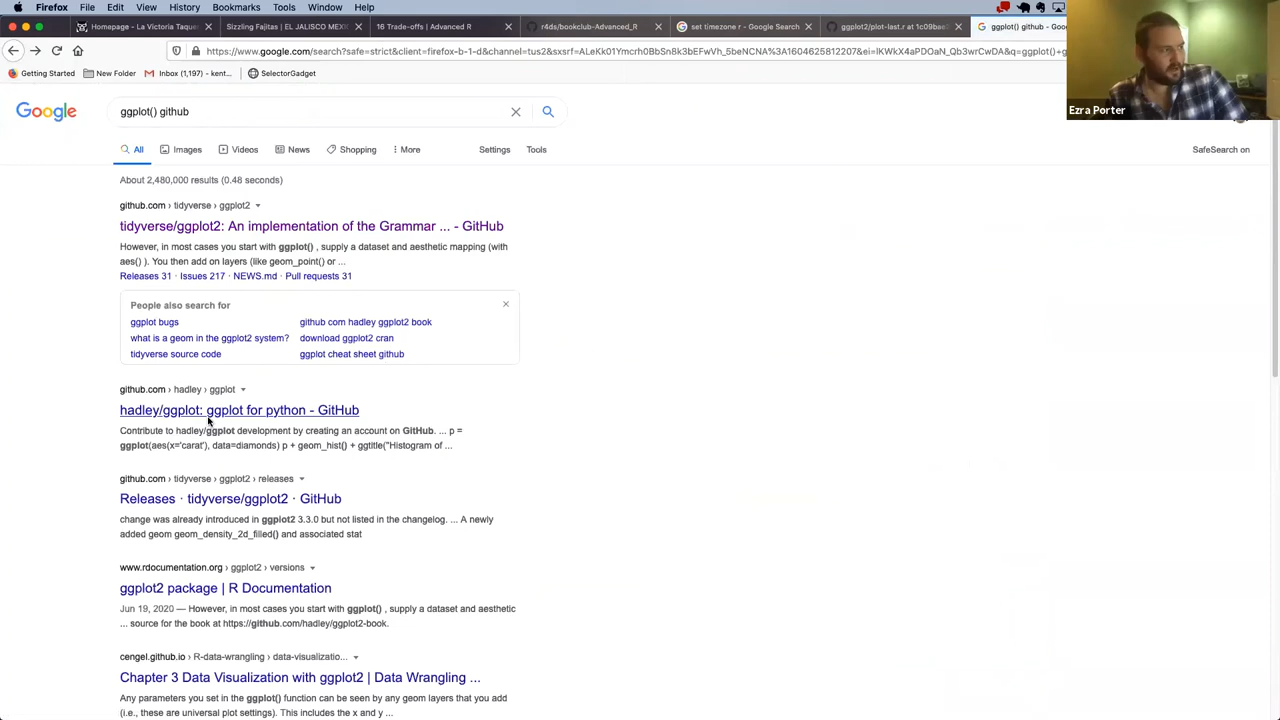 Firefox File Edit View History Bookmarks Tools Window Help
Homepage - La Victoria Taque
Sizzling Fajitas | EL JALISCO MEX
16 Trade-offs | Advanced R
r4ds/bookclub-Advanced_R
set timezone r - Google Search
ggplot2/plot-last.r at 1c09bae
ggplot() github - Goog
Getting Started New Folder Inbox (1,197) - kent... SelectorGadget
Ezra Porter
Google
ggplot() github
All Images Videos News Shopping More Settings Tools SafeSearch on
About 2,480,000 results (0.48 seconds)
github.com › tidyverse › ggplot2
tidyverse/ggplot2: An implementation of the Grammar ... - GitHub
However, in most cases you start with ggplot() , supply a dataset and aesthetic mapping (with
aes() ). You then add on layers (like geom_point() or ...
Releases 31 · Issues 217 · NEWS.md · Pull requests 31
People also search for
ggplot bugs
github com hadley ggplot2 book
what is a geom in the ggplot2 system?
download ggplot2 cran
tidyverse source code
ggplot cheat sheet github
github.com › hadley › ggplot
hadley/ggplot: ggplot for python - GitHub
Contribute to hadley/ggplot development by creating an account on GitHub. ... p =
ggplot(aes(x='carat'), data=diamonds) p + geom_hist() + ggtitle("Histogram of ...
github.com › tidyverse › ggplot2 › releases
Releases · tidyverse/ggplot2 · GitHub
change was already introduced in ggplot2 3.3.0 but not listed in the changelog. ... A newly
added geom geom_density_2d_filled() and associated stat
www.rdocumentation.org › ggplot2 › versions
ggplot2 package | R Documentation
Jun 19, 2020 — However, in most cases you start with ggplot() , supply a dataset and aesthetic
... source for the book at https://github.com/hadley/ggplot2-book.
cengel.github.io › R-data-wrangling › data-visualizatio...
Chapter 3 Data Visualization with ggplot2 | Data Wrangling ...
Any parameters you set in the ggplot() function can be seen by any geom layers that you add
(i.e., these are universal plot settings). This includes the x and y ...